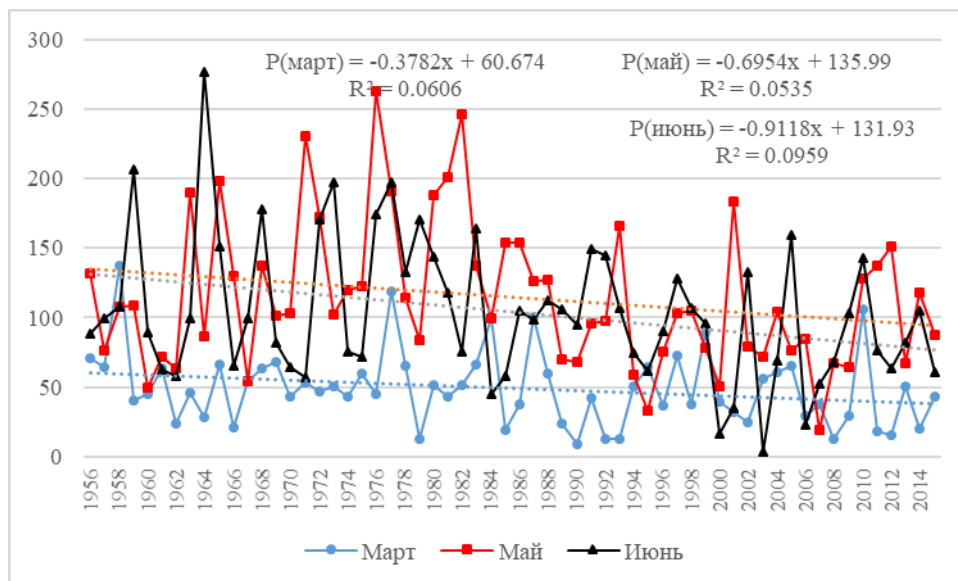 300
250
200
150
100
50
0
P(март) = -0.3782x + 60.674
R² = 0.0606
P(май) = -0.6954x + 135.99
R² = 0.0535
P(июнь) = -0.9118x + 131.93
R² = 0.0959
1956 1958 1960 1962 1964 1966 1968 1970 1972 1974 1976 1978 1980 1982 1984 1986 1988 1990 1992 1994 1996 1998 2000 2002 2004 2006 2008 2010 2012 2014
Март Май Июнь